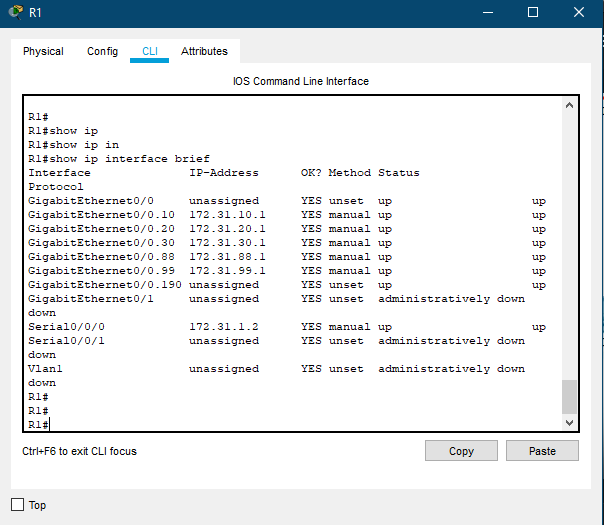 R1
Physical Config CLI Attributes
IOS Command Line Interface
R1#
R1#show ip
R1#show ip in
R1#show ip interface brief
Interface IP-Address OK? Method Status
Protocol
GigabitEthernet0/0 unassigned YES unset up up
GigabitEthernet0/0.10 172.31.10.1 YES manual up up
GigabitEthernet0/0.20 172.31.20.1 YES manual up up
GigabitEthernet0/0.30 172.31.30.1 YES manual up up
GigabitEthernet0/0.88 172.31.88.1 YES manual up up
GigabitEthernet0/0.99 172.31.99.1 YES manual up up
GigabitEthernet0/0.190 unassigned YES unset up up
GigabitEthernet0/1 unassigned YES unset administratively down
down
Serial0/0/0 172.31.1.2 YES manual up up
Serial0/0/1 unassigned YES unset administratively down
down
Vlan1 unassigned YES unset administratively down
down
R1#
R1#
R1#
Ctrl+F6 to exit CLI focus Copy Paste
Top